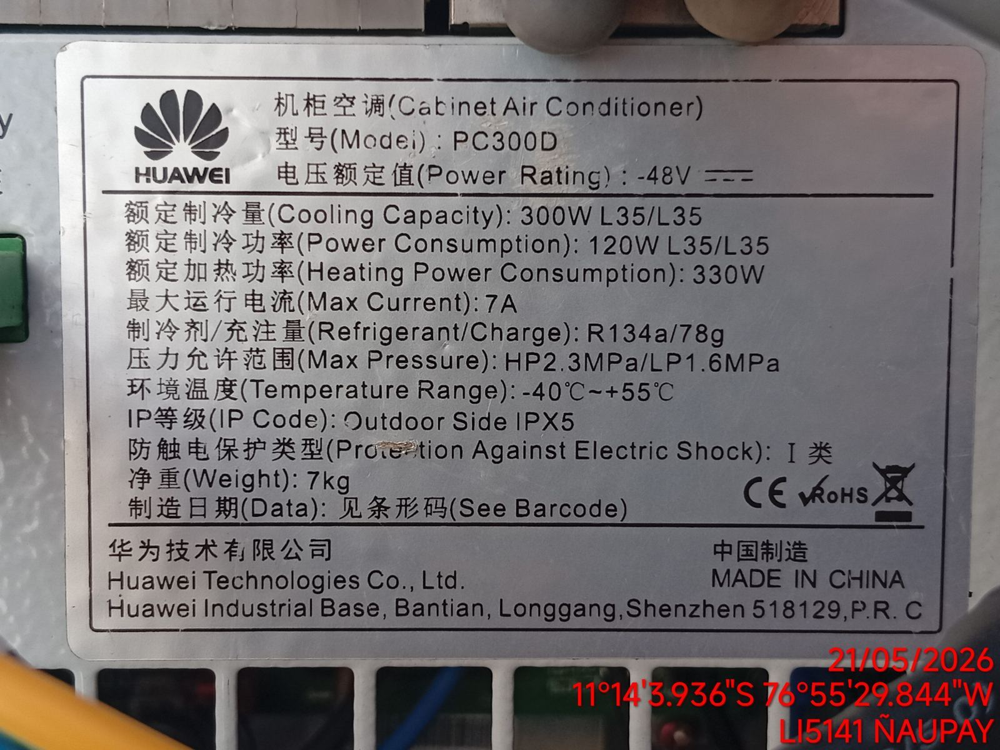 机柜空调(Cabinet Air Conditioner)
型号(Model) : PC300D
HUAWEI
电压额定值(Power Rating) : -48V
额定制冷量(Cooling Capacity): 300W L35/L35
额定制冷功率(Power Consumption): 120W L35/L35
额定加热功率(Heating Power Consumption): 330W
最大运行电流(Max Current): 7A
制冷剂/充注量(Refrigerant/Charge): R134a/78g
压力允许范围(Max Pressure): HP2.3MPa/LP1.6MPa
环境温度(Temperature Range): -40℃~+55℃
IP等级(IP Code): Outdoor Side IPX5
防触电保护类型(Protection Against Electric Shock): I 类
净重(Weight): 7kg
制造日期(Data): 见条形码(See Barcode)
CE RoHS
华为技术有限公司
中国制造
Huawei Technologies Co., Ltd.
MADE IN CHINA
Huawei Industrial Base, Bantian, Longgang,Shenzhen 518129,P.R. C
21/05/2026
11°14'3.936"S 76°55'29.844"W
LI5141 ÑAUPAY